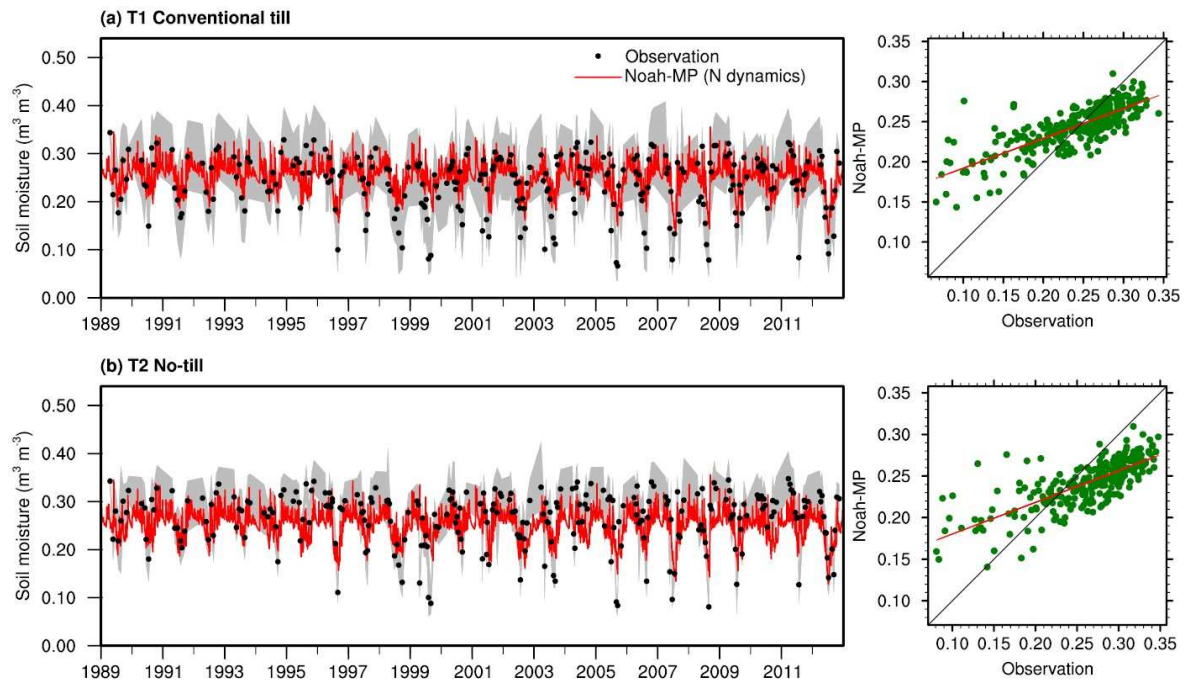 (a) T1 Conventional till
Soil moisture (m³ m⁻³)
0.50
0.40
0.30
0.20
0.10
0.00
Observation
Noah-MP (N dynamics)
1989 1991 1993 1995 1997 1999 2001 2003 2005 2007 2009 2011
Noah-MP
0.35
0.30
0.25
0.20
0.15
0.10
0.10 0.15 0.20 0.25 0.30 0.35
Observation
(b) T2 No-till
Soil moisture (m³ m⁻³)
0.50
0.40
0.30
0.20
0.10
0.00
1989 1991 1993 1995 1997 1999 2001 2003 2005 2007 2009 2011
Noah-MP
0.35
0.30
0.25
0.20
0.15
0.10
0.10 0.15 0.20 0.25 0.30 0.35
Observation